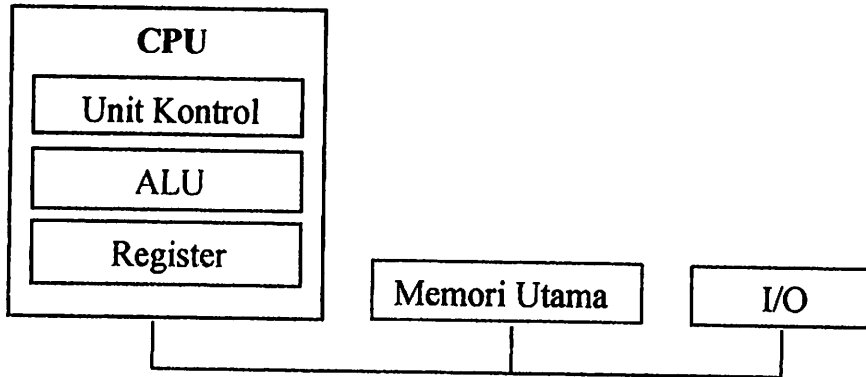 CPU
Unit Kontrol
ALU
Register
Memori Utama
I/O